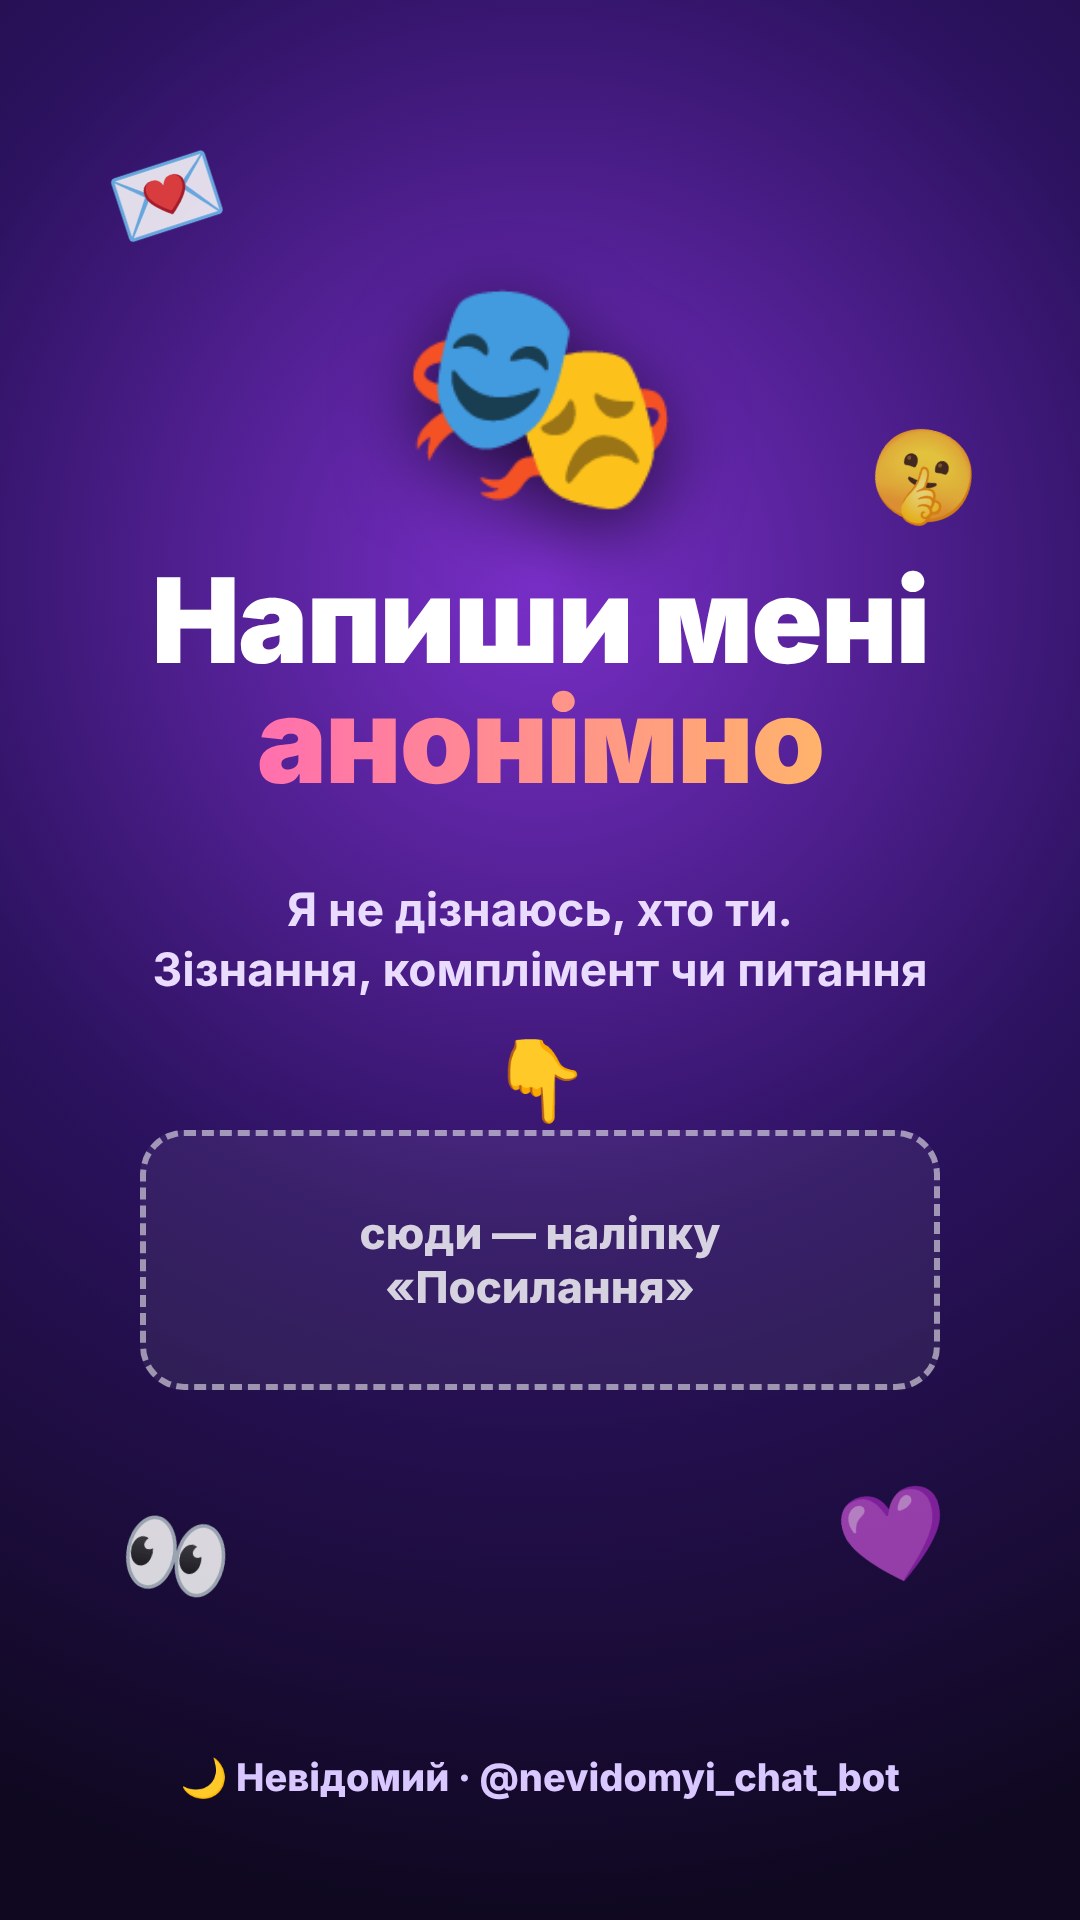 Напиши мені
анонімно
Я не дізнаюсь, хто ти.
Зізнання, комплімент чи питання
сюди — наліпку
«Посилання»
Невідомий · @nevidomyi_chat_bot